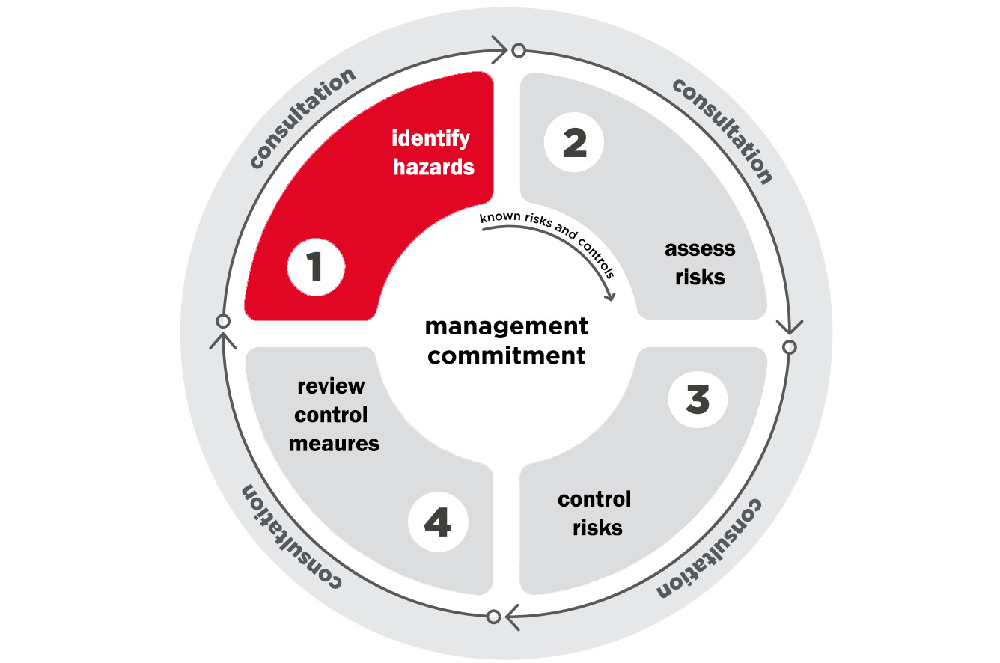 consultation
consultation
identify
hazards
1
2
assess
risks
known risks and controls
management
commitment
3
control
risks
review
control
meaures
4
consultation
consultation